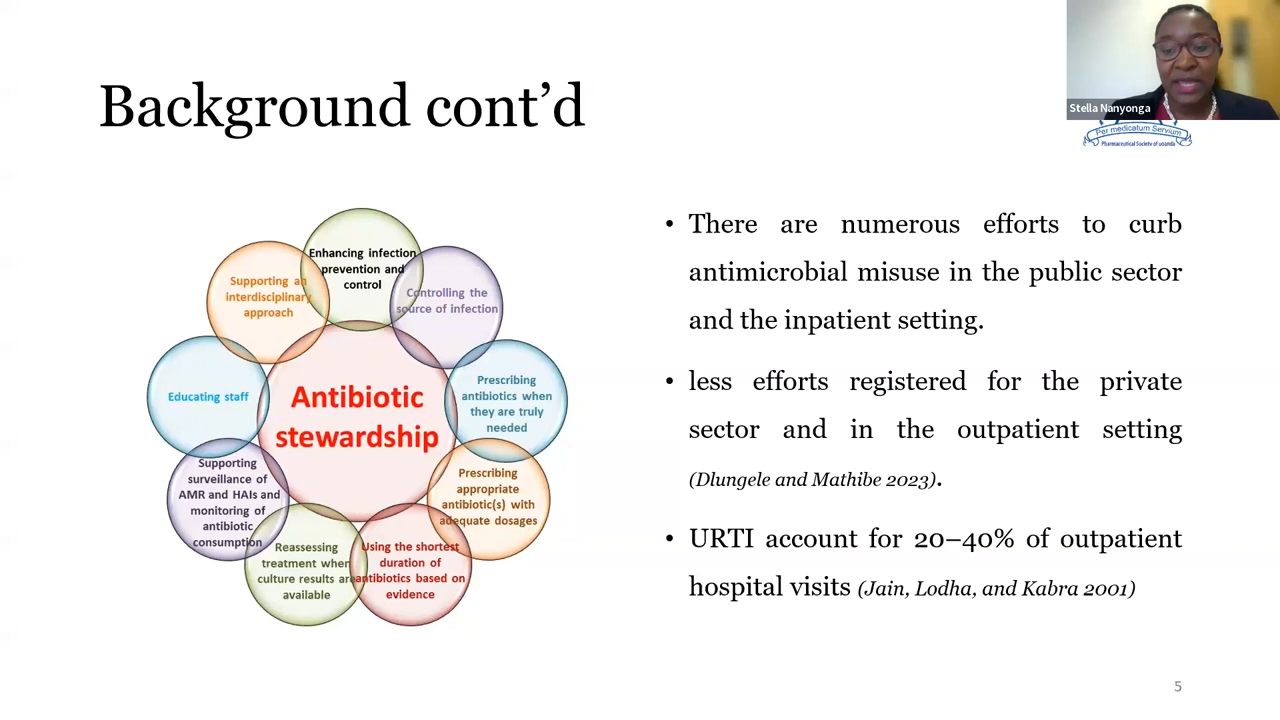 Background cont’d
Stella Nanyonga
Per medicatum Servium
Pharmaceutical Society of uganda
Enhancing infection
prevention and
control
Controlling the
source of infection
Prescribing
antibiotics when
they are truly
needed
Prescribing
appropriate
antibiotic(s) with
adequate dosages
Using the shortest
duration of
antibiotics based on
evidence
Reassessing
treatment when
culture results are
available
Supporting
surveillance of
AMR and HAIs and
monitoring of
antibiotic
consumption
Educating staff
Supporting an
interdisciplinary
approach
Antibiotic
stewardship
• There are numerous efforts to curb
antimicrobial misuse in the public sector
and the inpatient setting.
• less efforts registered for the private
sector and in the outpatient setting
(Dlungele and Mathibe 2023).
• URTI account for 20–40% of outpatient
hospital visits (Jain, Lodha, and Kabra 2001)
5